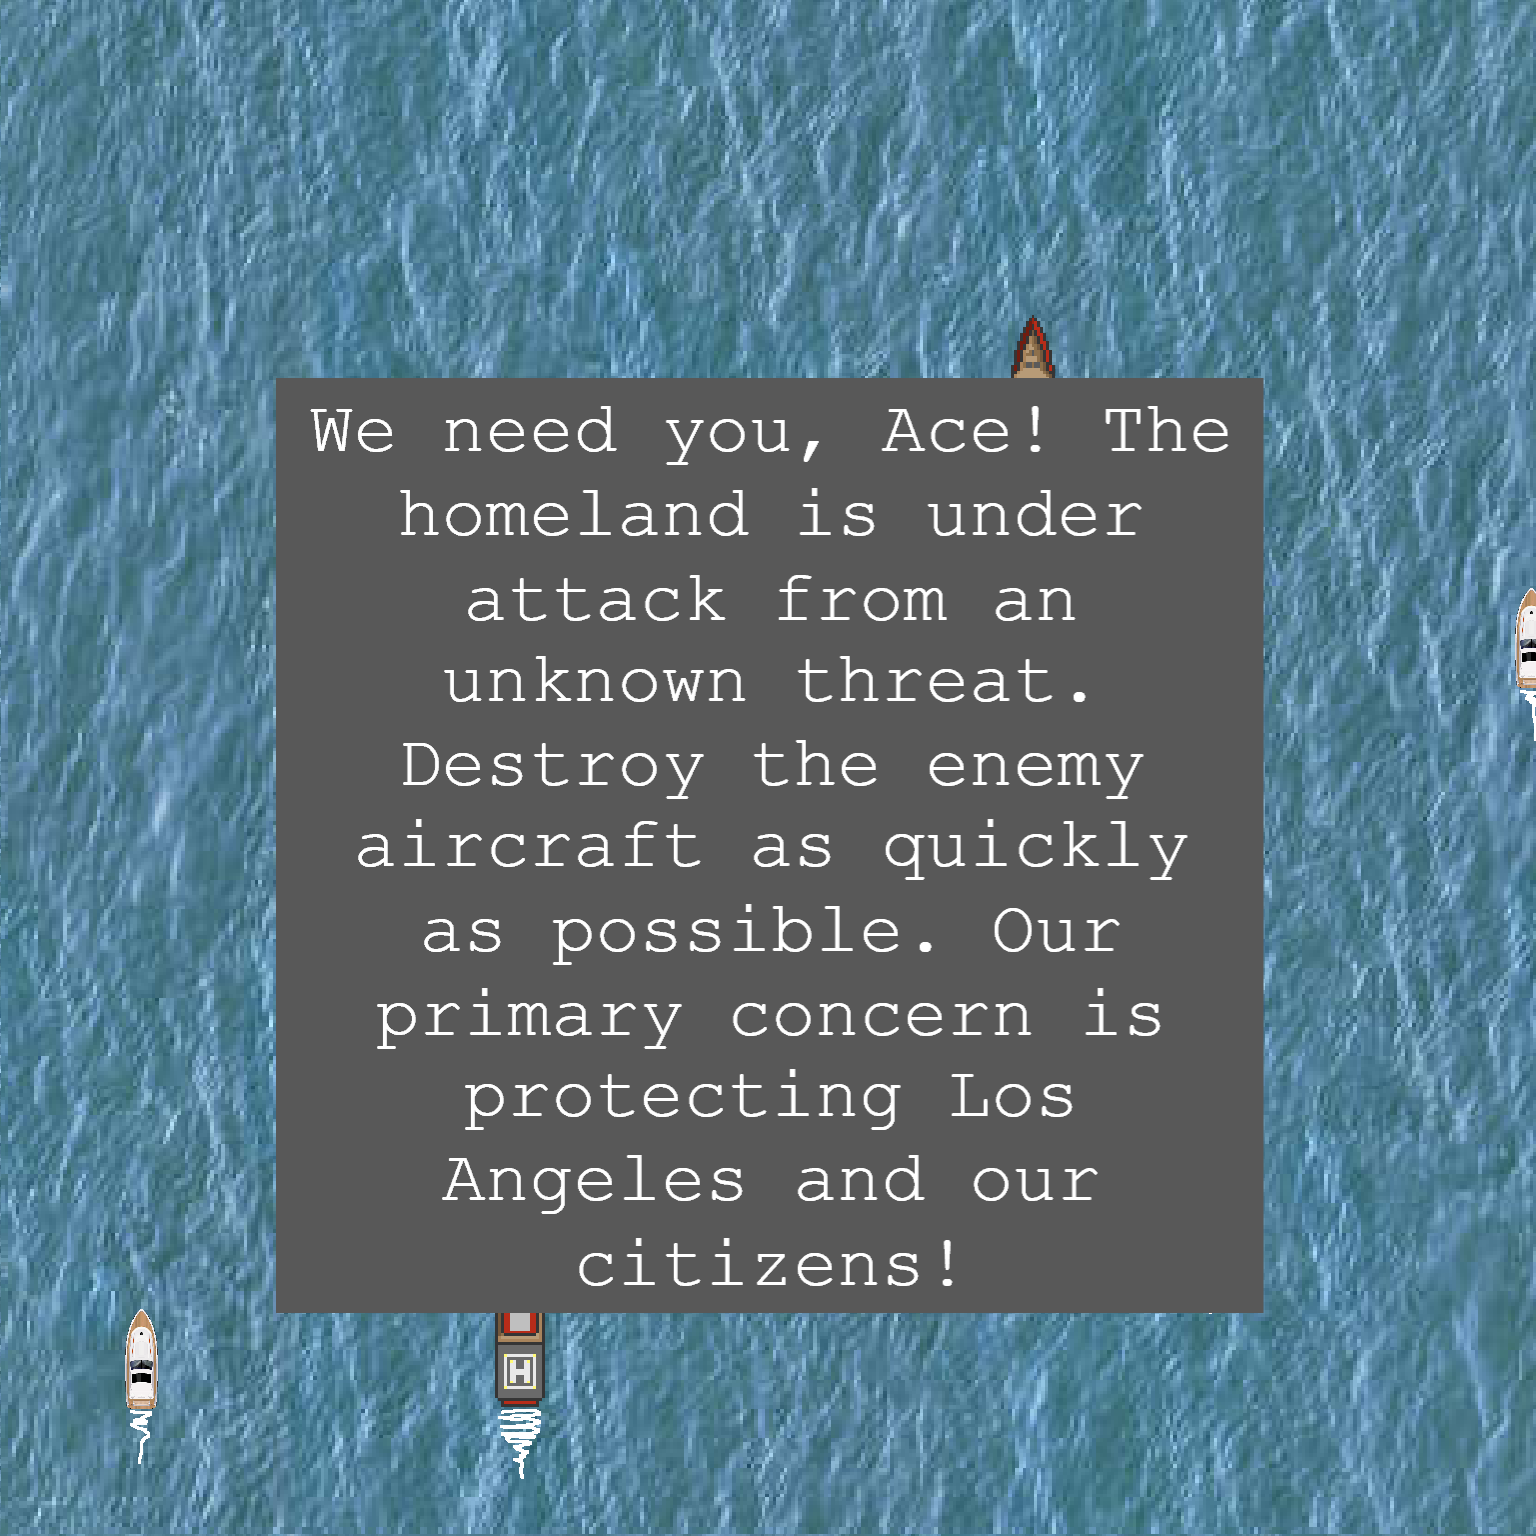 We need you, Ace! The
homeland is under
attack from an
unknown threat.
Destroy the enemy
aircraft as quickly
as possible. Our
primary concern is
protecting Los
Angeles and our
citizens!
H